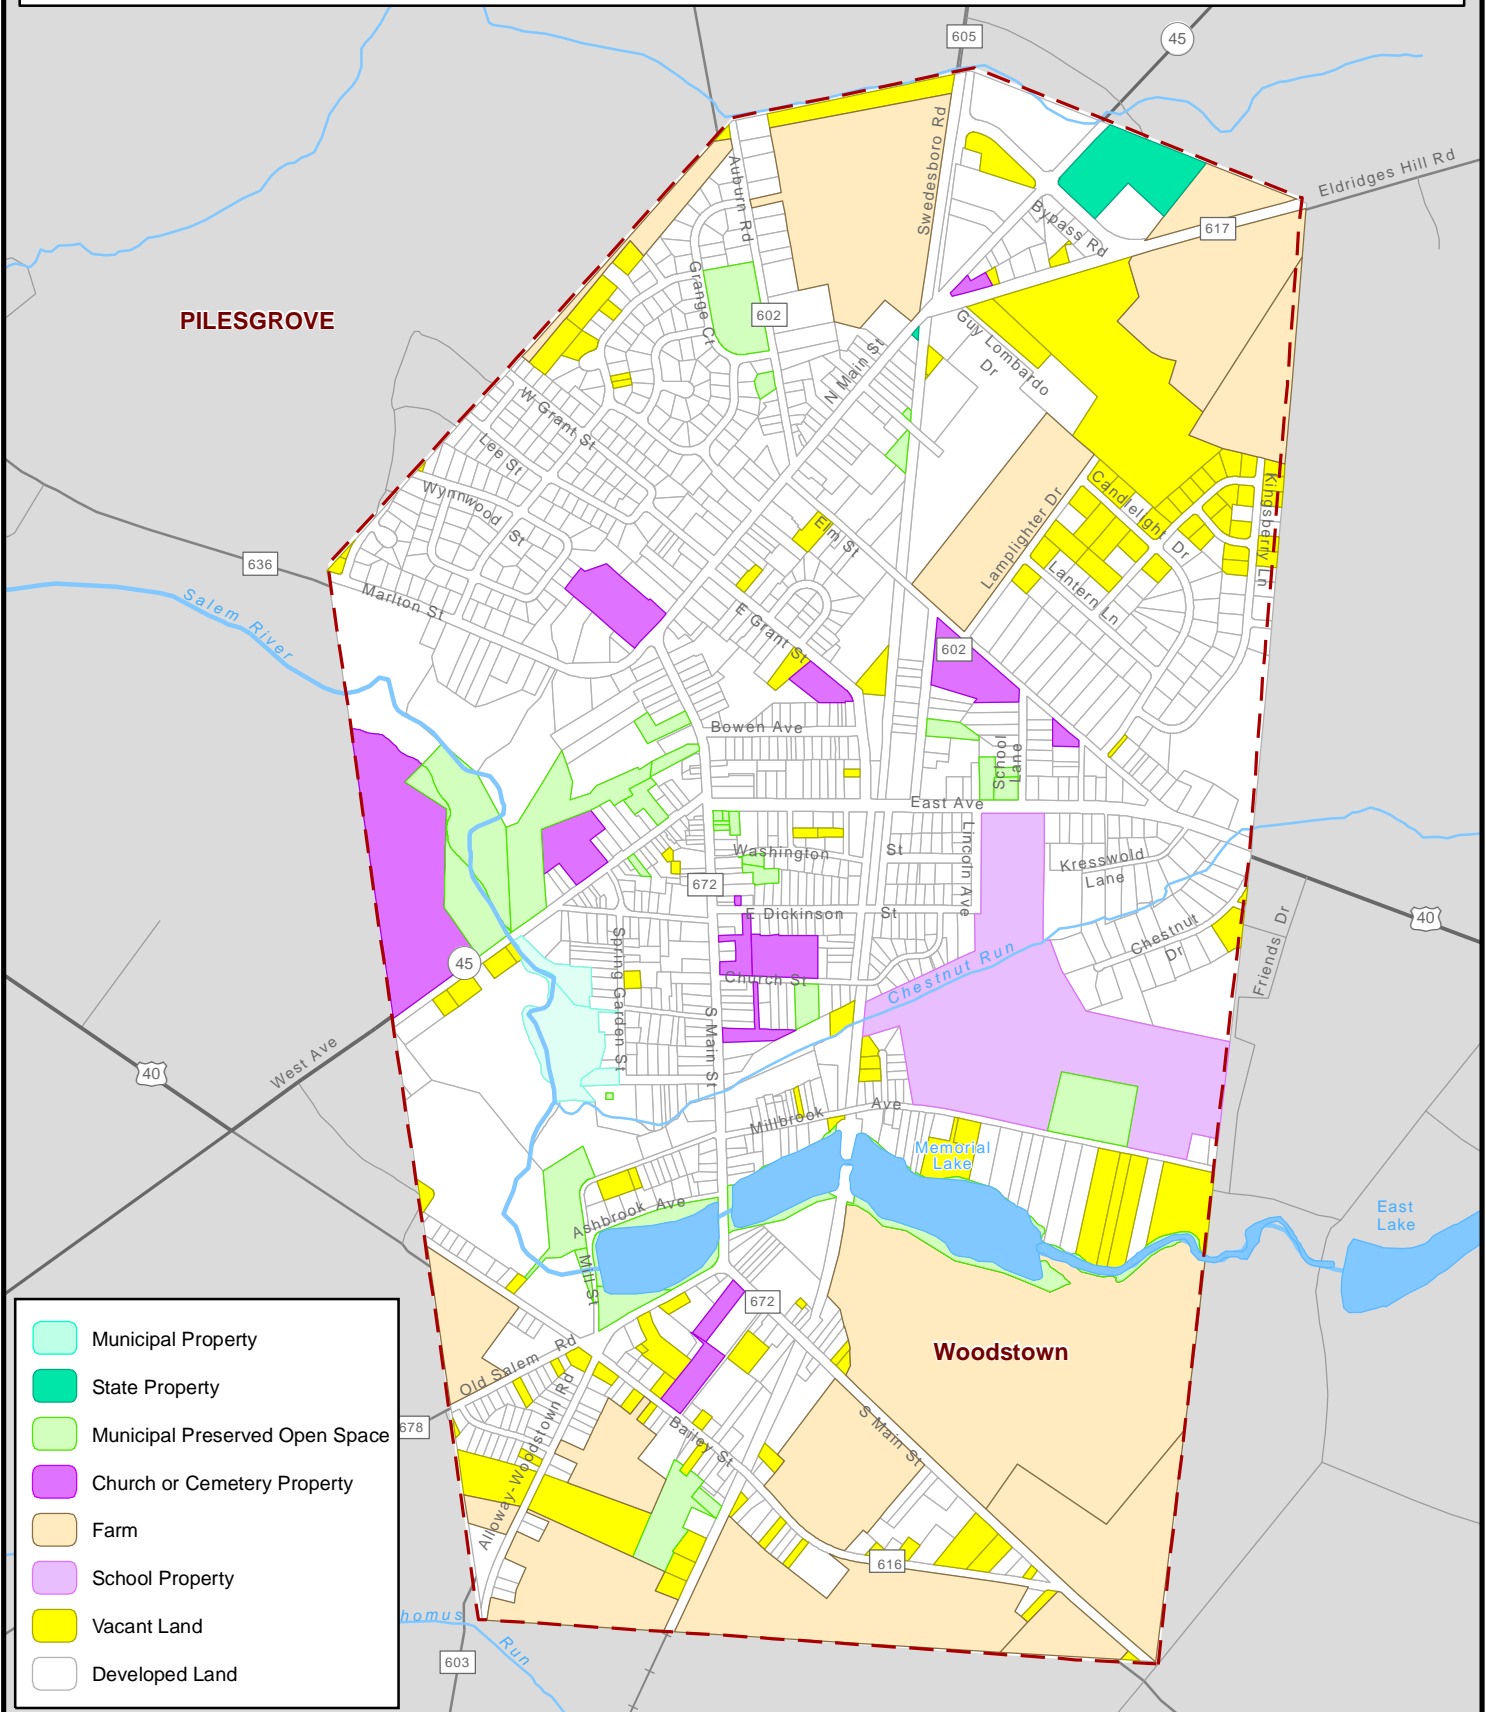 605
45
Eldridges Hill Rd
Swedesboro Rd
Auburn Rd
Bypass Rd
617
PILESGROVE
Grange Ct
602
Guy Lombardo
Dr
N Main St
W Grant St
Lee St
Wynnwood
St
Candlelight
Dr
Kingsberry Ln
Lamplighter Dr
Elm St
636
Lantern Ln
Marlton St
Salem River
E Grant St
602
Bowen Ave
School
Lane
East Ave
Washington
St
Lincoln Ave
Kresswold
Lane
672
E Dickinson
St
40
Chestnut
Dr
Friends Dr
Spring Garden St
45
Church St
Chestnut Run
S Main St
West Ave
40
Millbrook
Ave
Memorial
Lake
Ashbrook Ave
East
Lake
Mill St
672
Woodstown
Old Salem Rd
Alloway-Woodstown Rd
678
Bailey St
S Main St
616
homus
Run
603
Municipal Property
State Property
Municipal Preserved Open Space
Church or Cemetery Property
Farm
School Property
Vacant Land
Developed Land